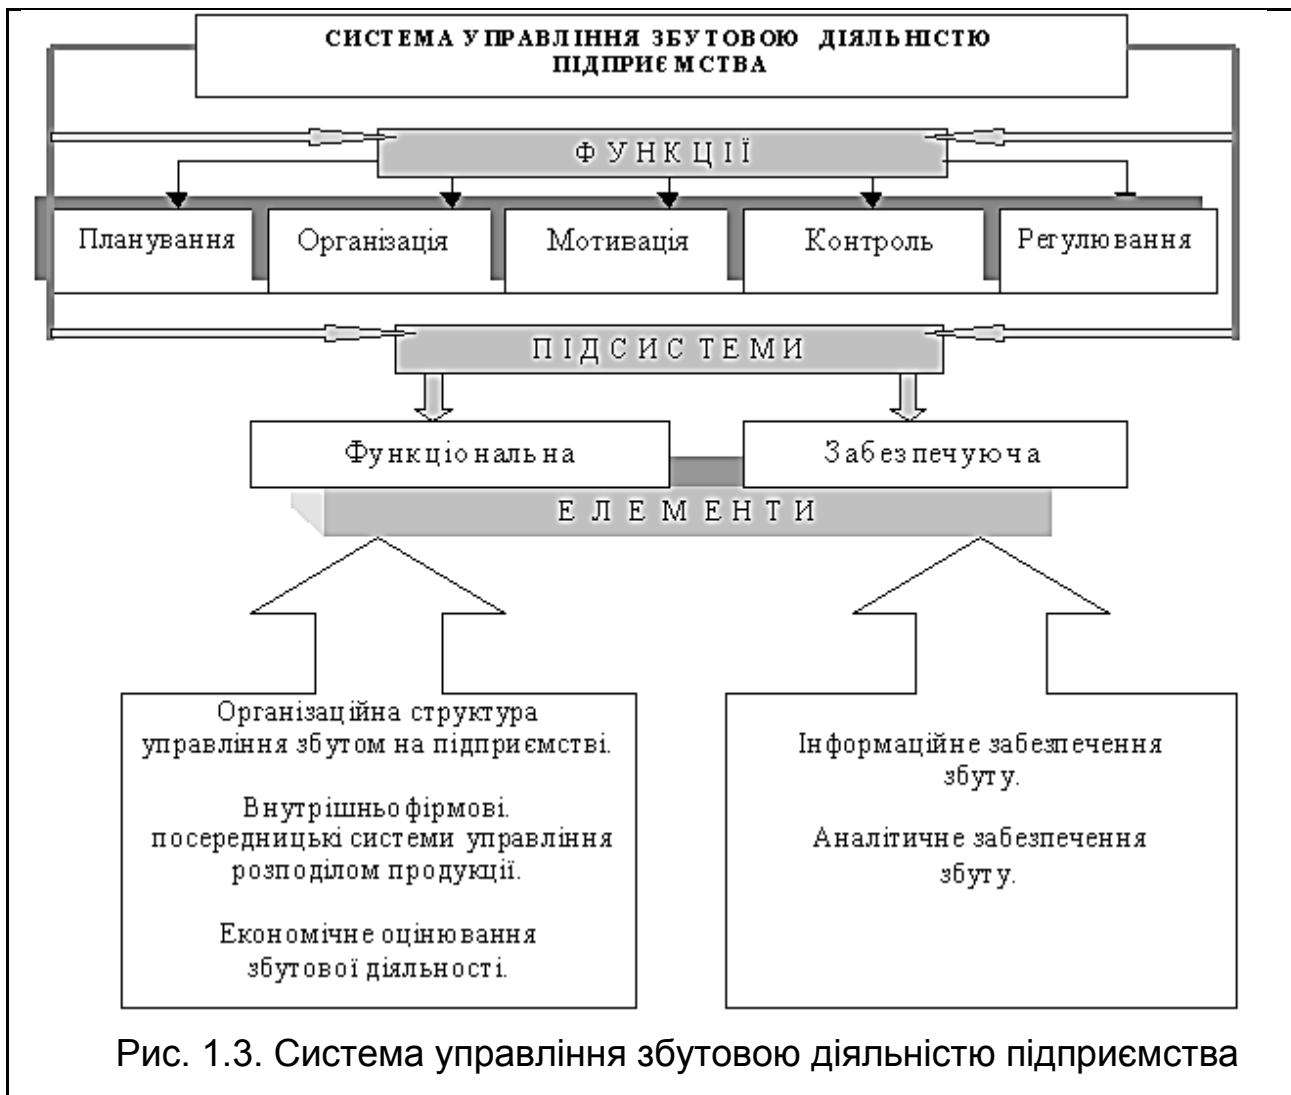 СИСТЕМА УПРАВЛІННЯ ЗБУТОВОЮ ДІЯЛЬНІСТЮ
ПІДПРИЄМСТВА
ФУНКЦІЇ
Планування
Організація
Мотивація
Контроль
Регулювання
ПІДСИСТЕМИ
Функціональна
Забезпечуюча
ЕЛЕМЕНТИ
Організаційна структура
управління збутом на підприємстві.
Внутрішньофірмові.
посередницькі системи управління
розподілом продукції.
Економічне оцінювання
збутової діяльності.
Інформаційне забезпечення
збуту.
Аналітичне забезпечення
збуту.
Рис. 1.3. Система управління збутовою діяльністю підприємства